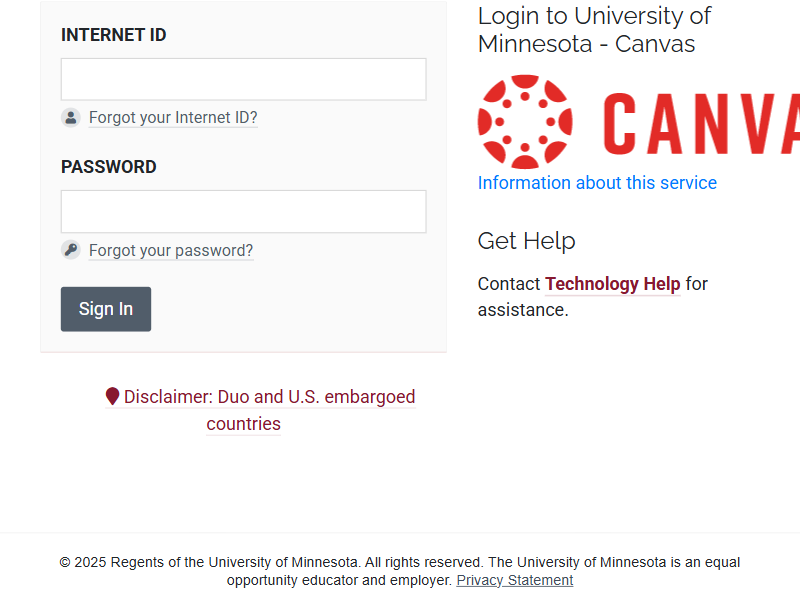 INTERNET ID
Forgot your Internet ID?
PASSWORD
Forgot your password?
Sign In
Disclaimer: Duo and U.S. embargoed
countries
Login to University of
Minnesota - Canvas
CANVA
Information about this service
Get Help
Contact Technology Help for
assistance.
© 2025 Regents of the University of Minnesota. All rights reserved. The University of Minnesota is an equal
opportunity educator and employer. Privacy Statement